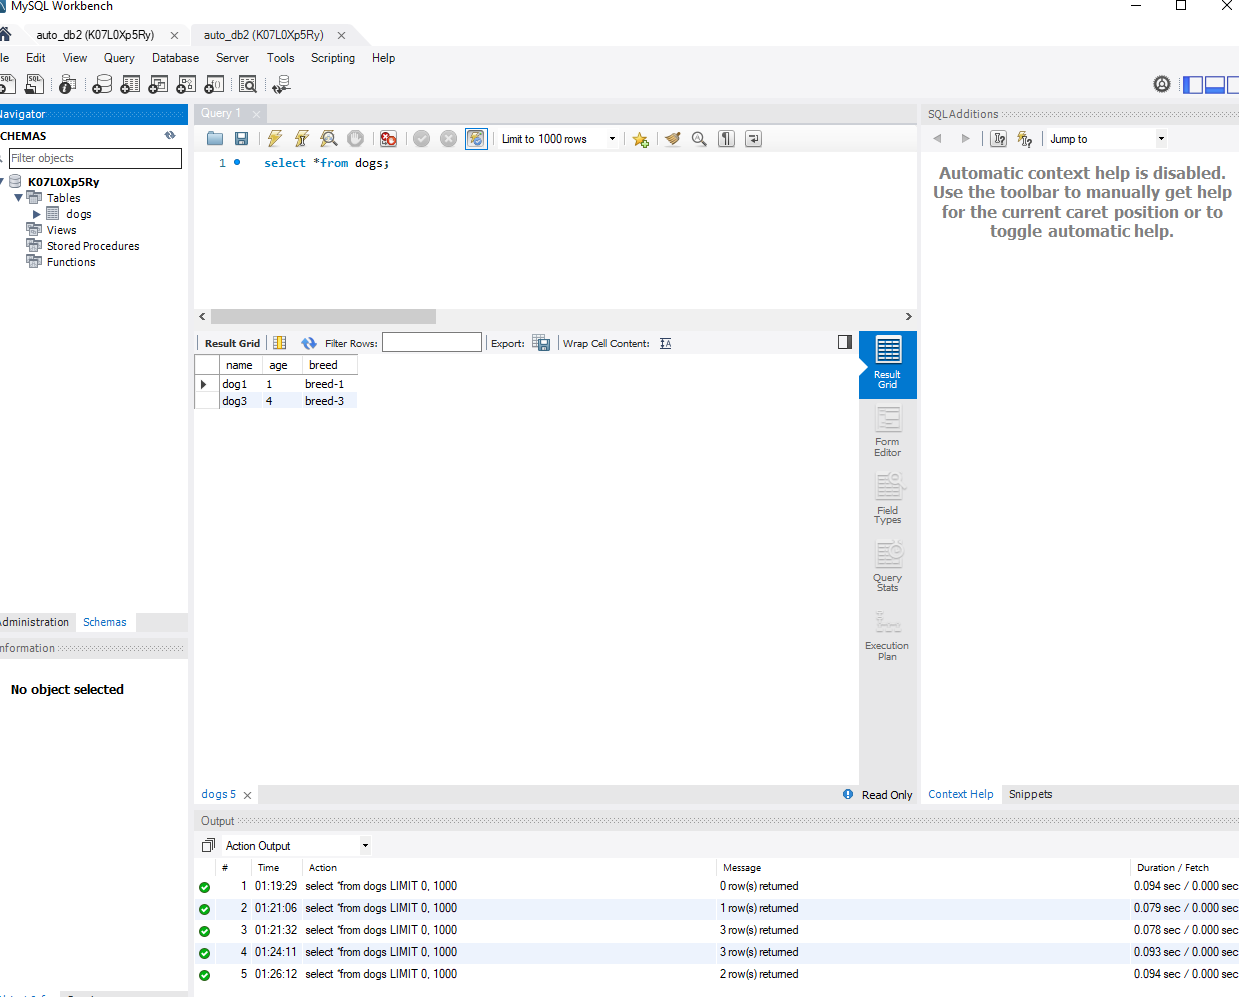 MySQL Workbench
auto_db2 (K07L0Xp5Ry)
auto_db2 (K07L0Xp5Ry)
le Edit View Query Database Server Tools Scripting Help
Navigator
CHEMAS
Filter objects
K07L0Xp5Ry
Tables
dogs
Views
Stored Procedures
Functions
Administration Schemas
nformation
No object selected
Query 1
Limit to 1000 rows
1 select *from dogs;
Result Grid Filter Rows: Export: Wrap Cell Content:
name age breed
dog1 1 breed-1
dog3 4 breed-3
Result
Grid
Form
Editor
Field
Types
Query
Stats
Execution
Plan
dogs 5 Read Only
SQL Additions
Jump to
Automatic context help is disabled.
Use the toolbar to manually get help
for the current caret position or to
toggle automatic help.
Context Help Snippets
Output
Action Output
# Time Action Message Duration / Fetch
1 01:19:29 select *from dogs LIMIT 0, 1000 0 row(s) returned 0.094 sec / 0.000 sec
2 01:21:06 select *from dogs LIMIT 0, 1000 1 row(s) returned 0.079 sec / 0.000 sec
3 01:21:32 select *from dogs LIMIT 0, 1000 3 row(s) returned 0.078 sec / 0.000 sec
4 01:24:11 select *from dogs LIMIT 0, 1000 3 row(s) returned 0.093 sec / 0.000 sec
5 01:26:12 select *from dogs LIMIT 0, 1000 2 row(s) returned 0.094 sec / 0.000 sec